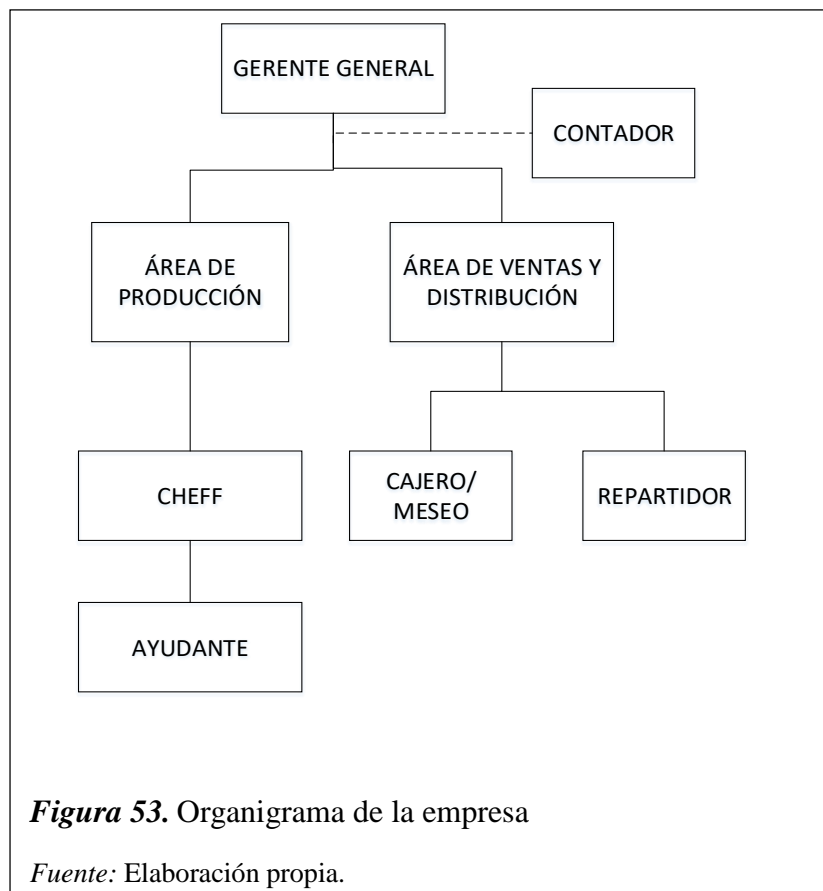 GERENTE GENERAL
CONTADOR
ÁREA DE
PRODUCCIÓN
ÁREA DE VENTAS Y
DISTRIBUCIÓN
CHEFF
CAJERO/
MESEO
REPARTIDOR
AYUDANTE
Figura 53. Organigrama de la empresa
Fuente: Elaboración propia.